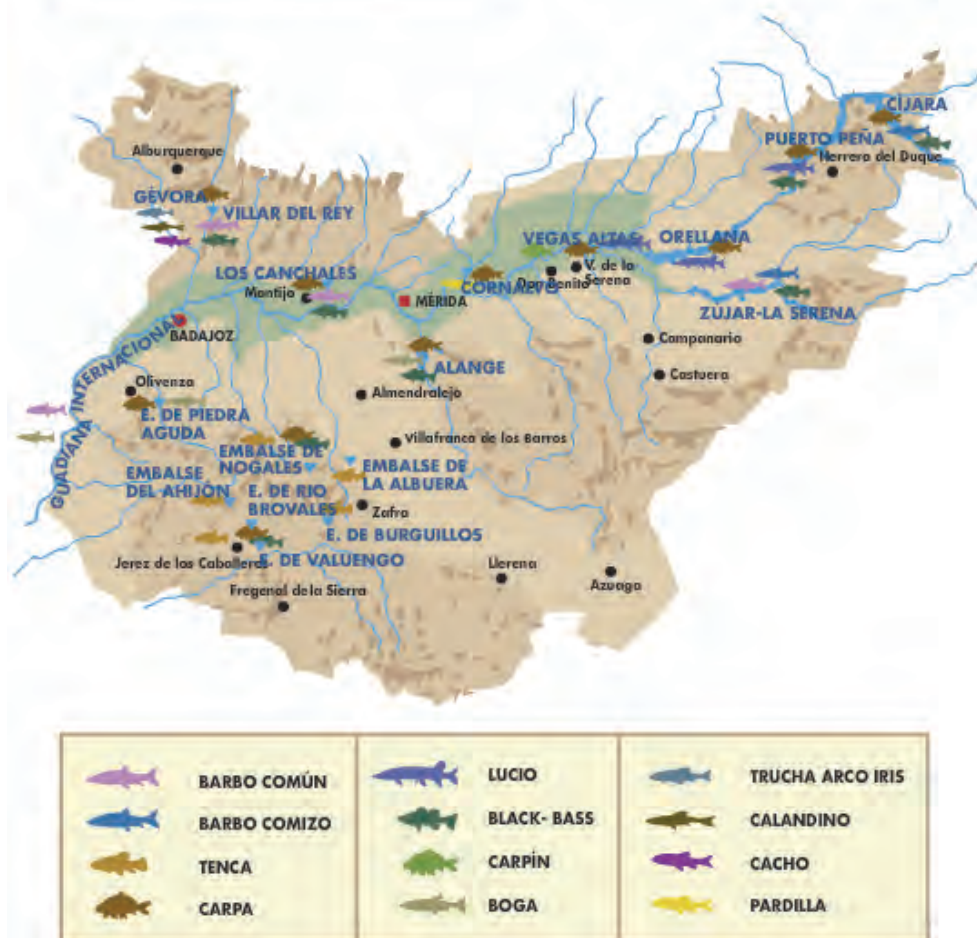 CÍJARA
PUERTO PEÑA
Herrera del Duque
Alburquerque
GÉVORA
VILLAR DEL REY
VEGAS ALTAS
ORELLANA
LOS CANCHALES
Montijo
MÉRIDA
CORNALVO
Don Benito
V. de la
Serena
ZUJAR-LA SERENA
BADAJOZ
GUADIANA INTERNACIONAL
Campanario
ALANGE
Castuera
Olivenza
Almendralejo
E. DE PIEDRA
AGUDA
Villafranca de los Barros
EMBALSE DE
NOGALES
EMBALSE DE
LA ALBUERA
EMBALSE
DEL AHIJÓN
E. DE RIO
BROVALES
Zafra
E. DE BURGUILLOS
Jerez de los Caballeros
E. DE VALUENGO
Llerena
Azuaga
Fregenal de la Sierra
BARBO COMÚN
BARBO COMIZO
TENCA
CARPA
LUCIO
BLACK- BASS
CARPÍN
BOGA
TRUCHA ARCO IRIS
CALANDINO
CACHO
PARDILLA